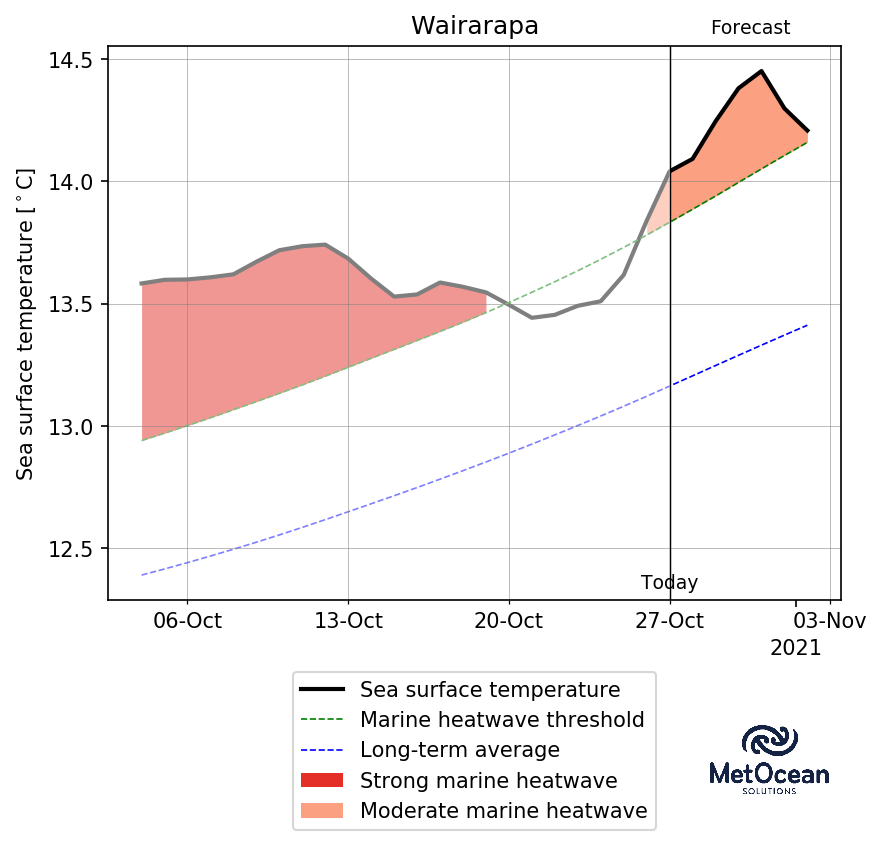 Wairarapa
Forecast
Sea surface temperature [°C]
14.5
14.0
13.5
13.0
12.5
Today
06-Oct 13-Oct 20-Oct 27-Oct 03-Nov
2021
Sea surface temperature
Marine heatwave threshold
Long-term average
Strong marine heatwave
Moderate marine heatwave
MetOcean
SOLUTIONS